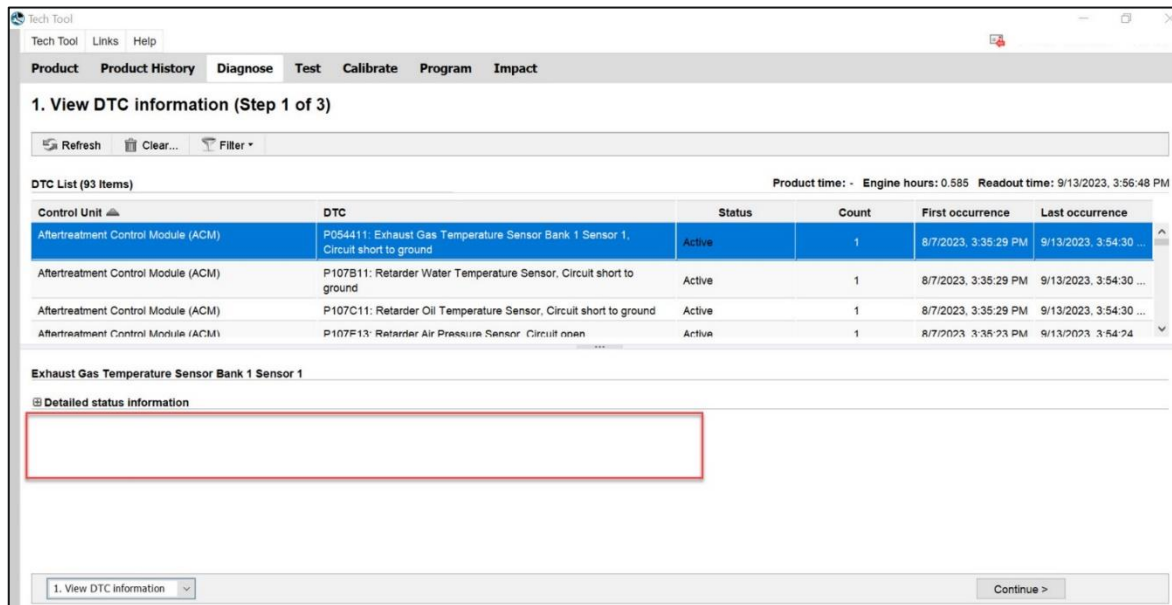 Tech Tool
Tech Tool Links Help
Product Product History Diagnose Test Calibrate Program Impact
1. View DTC information (Step 1 of 3)
Refresh Clear... Filter
DTC List (93 Items) Product time: - Engine hours: 0.585 Readout time: 9/13/2023, 3:56:48 PM
Control Unit DTC Status Count First occurrence Last occurrence
Aftertreatment Control Module (ACM) P054411: Exhaust Gas Temperature Sensor Bank 1 Sensor 1, Active 1 8/7/2023, 3:35:29 PM 9/13/2023, 3:54:30 ...
Circuit short to ground
Aftertreatment Control Module (ACM) P107B11: Retarder Water Temperature Sensor, Circuit short to Active 1 8/7/2023, 3:35:29 PM 9/13/2023, 3:54:30 ...
ground
Aftertreatment Control Module (ACM) P107C11: Retarder Oil Temperature Sensor, Circuit short to ground Active 1 8/7/2023, 3:35:29 PM 9/13/2023, 3:54:30 ...
Aftertreatment Control Module (ACM) P107F13: Retarder Air Pressure Sensor, Circuit open Active 1 8/7/2023, 3:35:23 PM 9/13/2023, 3:54:24
Exhaust Gas Temperature Sensor Bank 1 Sensor 1
Detailed status information
1. View DTC information Continue >